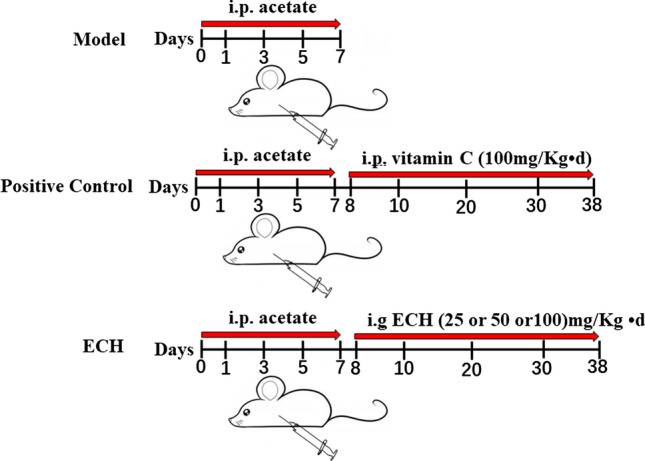 i.p. acetate
Model Days
0 1 3 5 7
i.p. acetate i.p. vitamin C (100mg/Kg•d)
Positive Control Days
0 1 3 5 7 8 10 20 30 38
i.p. acetate i.g ECH (25 or 50 or100)mg/Kg •d
ECH Days
0 1 3 5 7 8 10 20 30 38